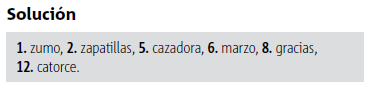 Solución
1. zumo, 2. zapatillas, 5. cazadora, 6. marzo, 8. gracias,
12. catorce.